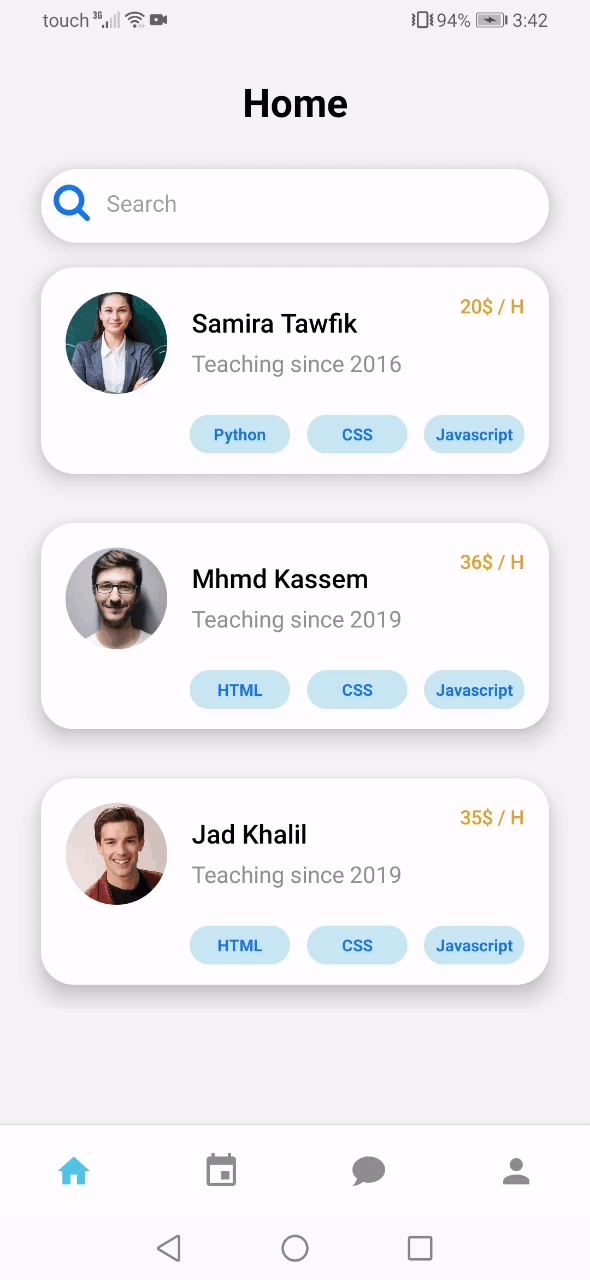 touch 3G 94% 3:42
Home
Search
Samira Tawfik
20$ / H
Teaching since 2016
Python CSS Javascript
Mhmd Kassem
36$ / H
Teaching since 2019
HTML CSS Javascript
Jad Khalil
35$ / H
Teaching since 2019
HTML CSS Javascript